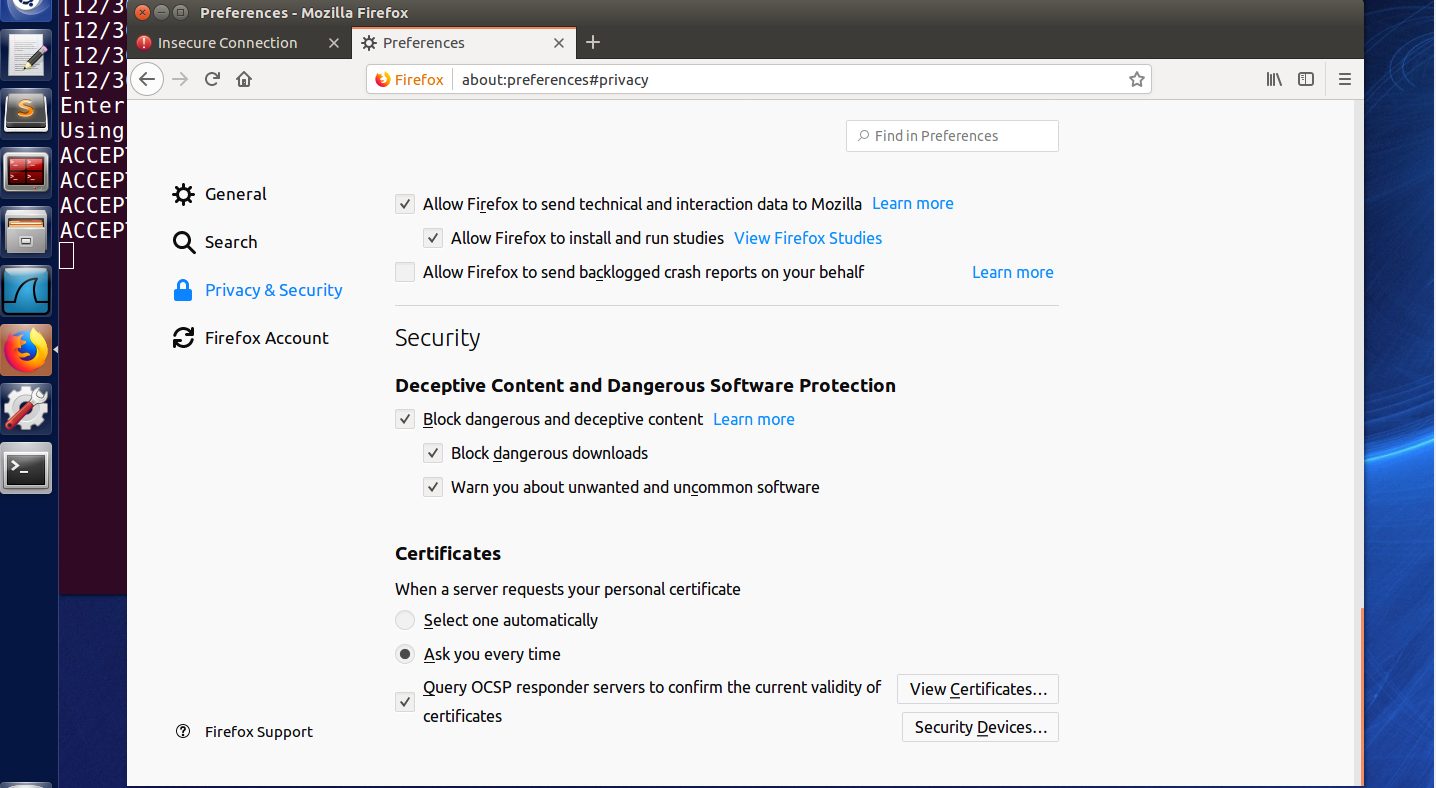 Preferences - Mozilla Firefox
Insecure Connection
Preferences
Firefox
about:preferences#privacy
[12/3
[12/3
[12/3
[12/3
Enter
Using
ACCEPT
ACCEPT
ACCEPT
ACCEPT
Find in Preferences
General
Search
Privacy & Security
Firefox Account
Firefox Support
Allow Firefox to send technical and interaction data to Mozilla Learn more
Allow Firefox to install and run studies View Firefox Studies
Allow Firefox to send backlogged crash reports on your behalf Learn more
Security
Deceptive Content and Dangerous Software Protection
Block dangerous and deceptive content Learn more
Block dangerous downloads
Warn you about unwanted and uncommon software
Certificates
When a server requests your personal certificate
Select one automatically
Ask you every time
Query OCSP responder servers to confirm the current validity of
certificates
View Certificates...
Security Devices...